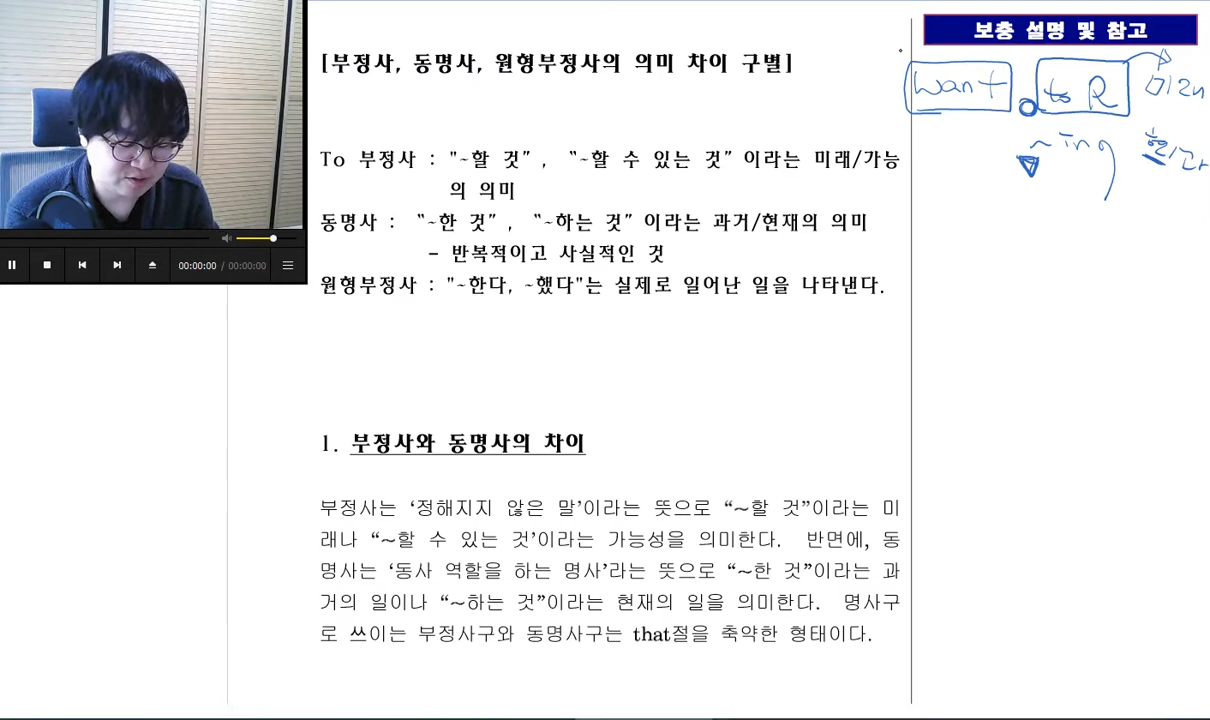 [부정사, 동명사, 원형부정사의 의미 차이 구별]
To 부정사 : "~할 것" , "~할 수 있는 것" 이라는 미래/가능
의 의미
동명사 : "~한 것" , "~하는 것" 이라는 과거/현재의 의미
- 반복적이고 사실적인 것
원형부정사 : "~한다, ~했다"는 실제로 일어난 일을 나타낸다.
1. 부정사와 동명사의 차이
부정사는 ‘정해지지 않은 말’이라는 뜻으로 “~할 것”이라는 미
래나 “~할 수 있는 것’이라는 가능성을 의미한다. 반면에, 동
명사는 ‘동사 역할을 하는 명사’라는 뜻으로 “~한 것”이라는 과
거의 일이나 “~하는 것”이라는 현재의 일을 의미한다. 명사구
로 쓰이는 부정사구와 동명사구는 that절을 축약한 형태이다.
보충 설명 및 참고
want to R 미래
~ing
00:00:00 / 00:00:00